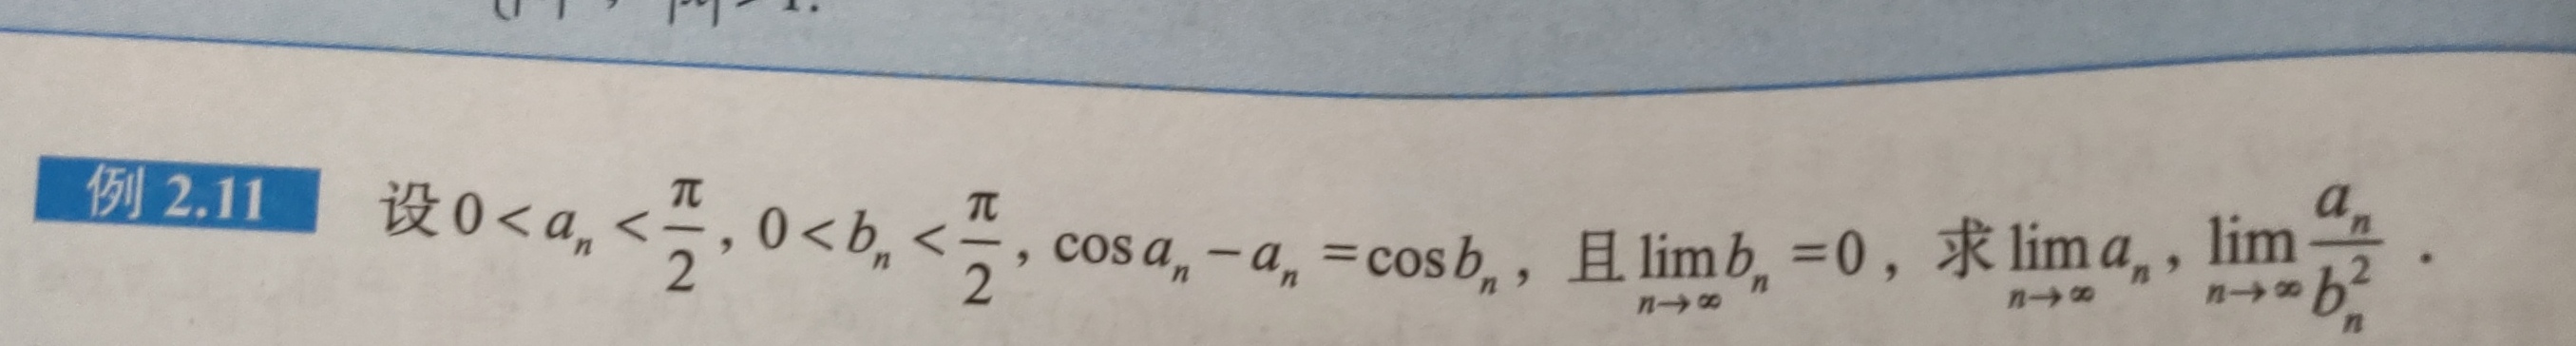 例 2.11 设 0 < aₙ < π/2, 0 < bₙ < π/2, cos aₙ − aₙ = cos bₙ, 且 lim_{n→∞} bₙ = 0, 求 lim_{n→∞} aₙ, lim_{n→∞} aₙ/bₙ².